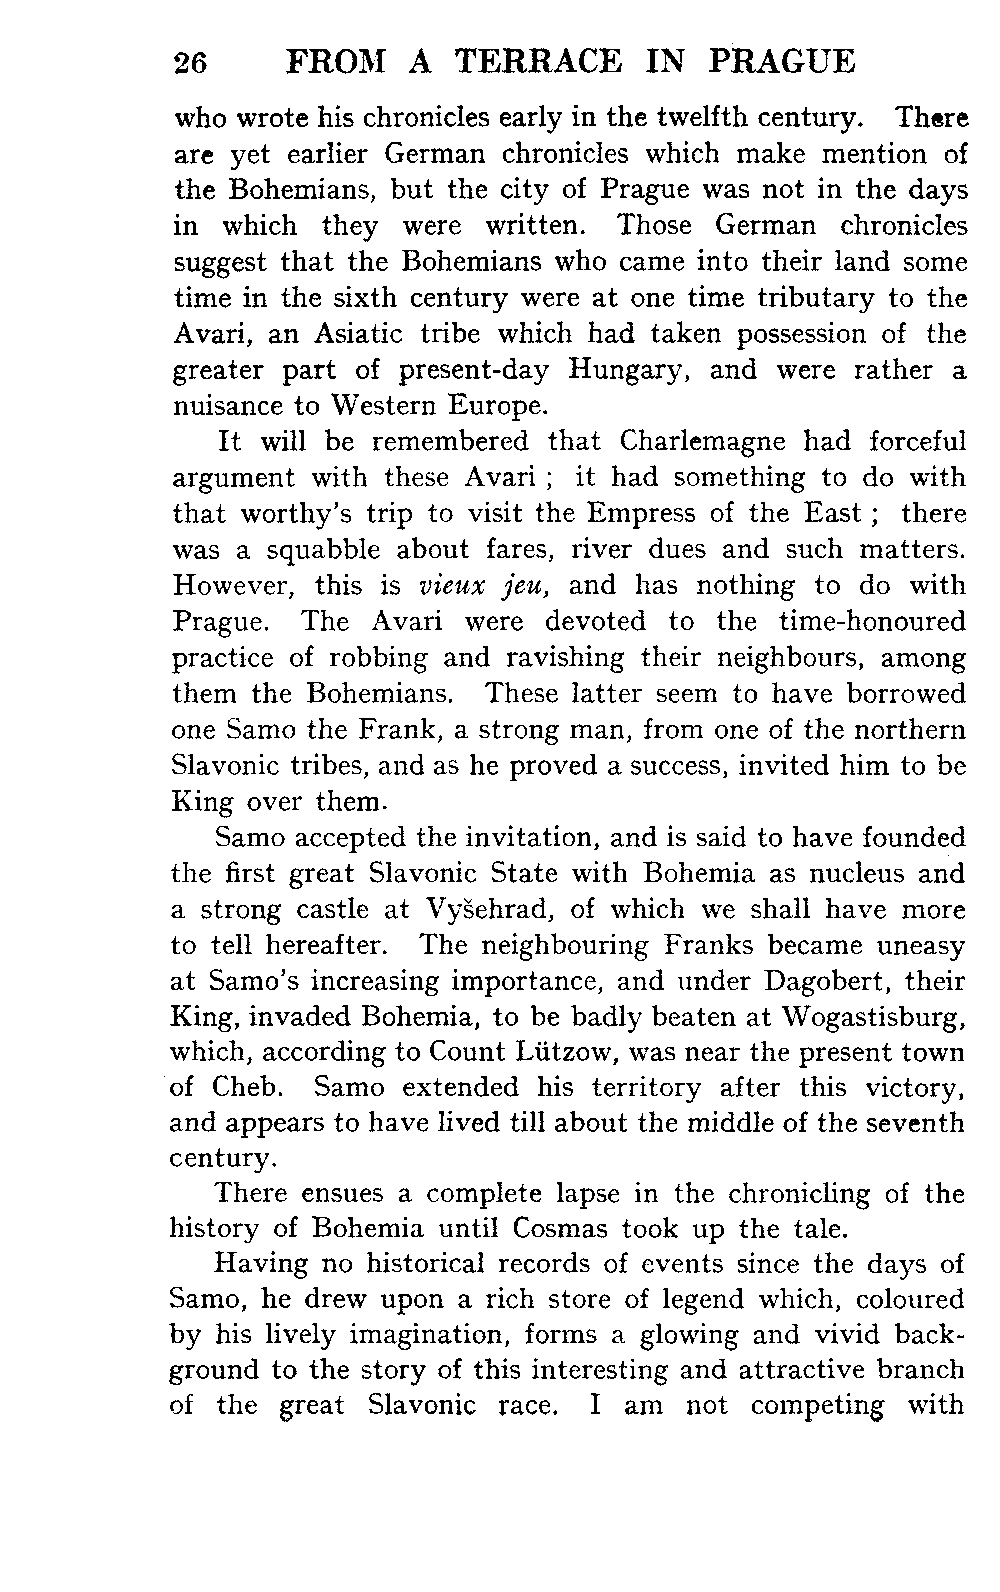 26 FROM A TERRACE IN PRAGUE
who wrote his chronicles early in the twelfth century. There
are yet earlier German chronicles which make mention of
the Bohemians, but the city of Prague was not in the days
in which they were written. Those German chronicles
suggest that the Bohemians who came into their land some
time in the sixth century were at one time tributary to the
Avari, an Asiatic tribe which had taken possession of the
greater part of present-day Hungary, and were rather a
nuisance to Western Europe.
It will be remembered that Charlemagne had forceful
argument with these Avari ; it had something to do with
that worthy's trip to visit the Empress of the East ; there
was a squabble about fares, river dues and such matters.
However, this is vieux jeu, and has nothing to do with
Prague. The Avari were devoted to the time-honoured
practice of robbing and ravishing their neighbours, among
them the Bohemians. These latter seem to have borrowed
one Samo the Frank, a strong man, from one of the northern
Slavonic tribes, and as he proved a success, invited him to be
King over them.
Samo accepted the invitation, and is said to have founded
the first great Slavonic State with Bohemia as nucleus and
a strong castle at Vyšehrad, of which we shall have more
to tell hereafter. The neighbouring Franks became uneasy
at Samo's increasing importance, and under Dagobert, their
King, invaded Bohemia, to be badly beaten at Wogastisburg,
which, according to Count Lützow, was near the present town
of Cheb. Samo extended his territory after this victory,
and appears to have lived till about the middle of the seventh
century.
There ensues a complete lapse in the chronicling of the
history of Bohemia until Cosmas took up the tale.
Having no historical records of events since the days of
Samo, he drew upon a rich store of legend which, coloured
by his lively imagination, forms a glowing and vivid back-
ground to the story of this interesting and attractive branch
of the great Slavonic race. I am not competing with